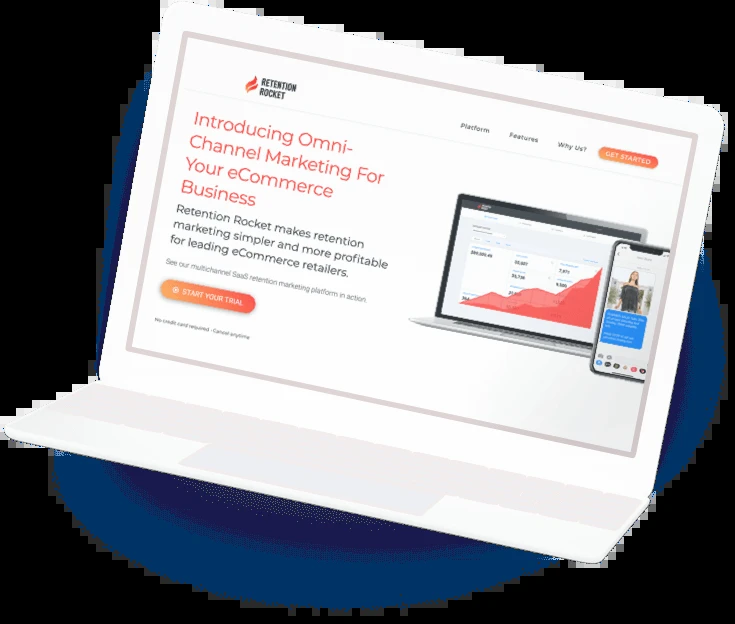 RETENTION
ROCKET
Platform
Features
Why Us?
GET STARTED
Introducing Omni-
Channel Marketing For
Your eCommerce
Business
Retention Rocket makes retention
marketing simpler and more profitable
for leading eCommerce retailers.
See our multichannel SaaS retention marketing platform in action.
START YOUR TRIAL
No credit card required - Cancel anytime